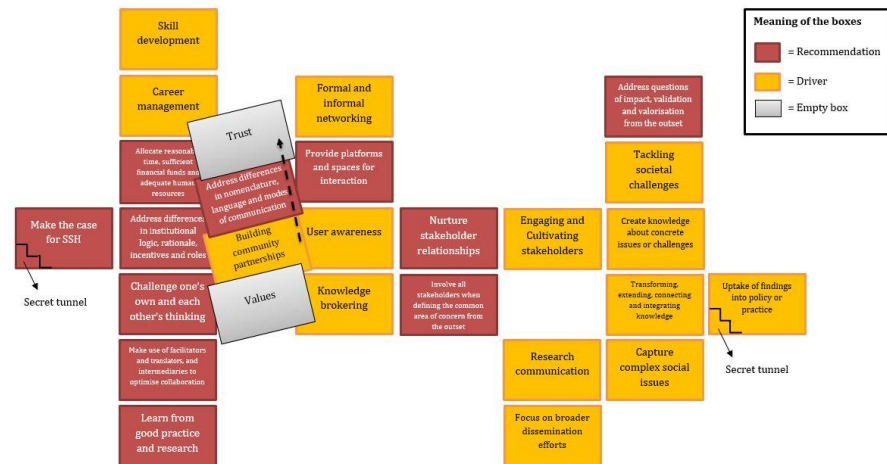 Skill
development
Career
management
Allocate reasonable
time, sufficient
financial funds and
adequate human
resources
Make the case
for SSH
Secret tunnel
Address differences
in institutional
logic, rationale,
incentives and roles
Challenge one's
own and each
other's thinking
Make use of facilitators
and translators, and
intermediaries to
optimise collaboration
Learn from
good practice
and research
Trust
Address differences
in nomenclature,
language and modes
of communication
Building
community
partnerships
Values
Formal and
informal
networking
Provide platforms
and spaces for
interaction
User awareness
Knowledge
brokering
Nurture
stakeholder
relationships
Involve all
stakeholders when
defining the common
area of concern from
the outset
Engaging and
Cultivating
stakeholders
Research
communication
Focus on broader
dissemination
efforts
Address questions
of impact, validation
and valorisation
from the outset
Tackling
societal
challenges
Create knowledge
about concrete
issues or challenges
Transforming,
extending, connecting
and integrating
knowledge
Capture
complex social
issues
Uptake of findings
into policy or
practice
Secret tunnel
Meaning of the boxes
= Recommendation
= Driver
= Empty box